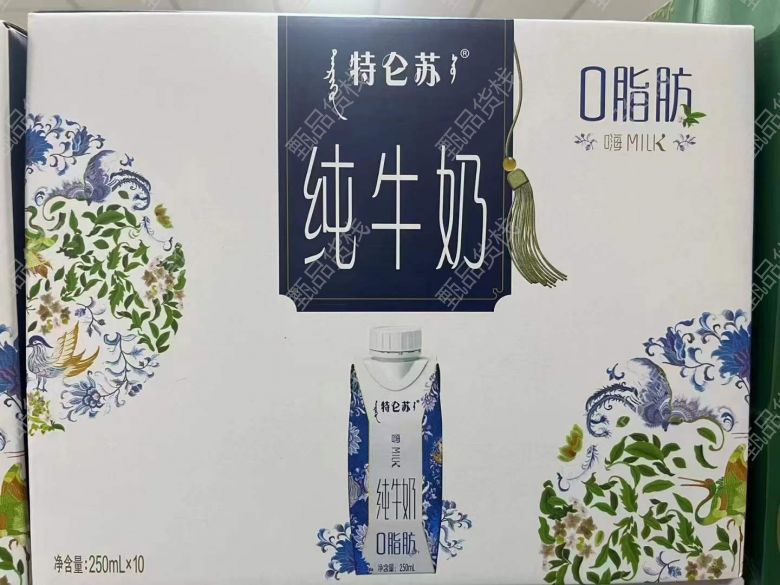 特仑苏®
纯牛奶
0脂肪
嗨MILK
特仑苏
嗨MILK
纯牛奶
0脂肪
净含量: 250mL
净含量: 250mL×10
甄品货栈